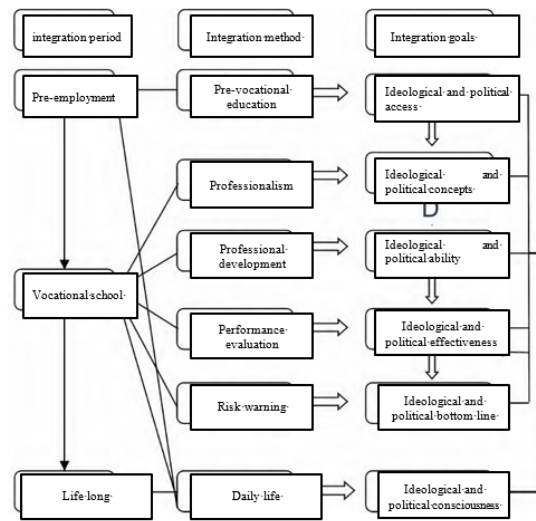 integration period
Integration method
Integration goals
Pre-employment
Pre-vocational
education
Ideological and political
access
Professionalism
Ideological and
political concepts
D
Professional
development
Ideological and
political ability
Vocational school
Performance
evaluation
Ideological and
political effectiveness
Risk warning
Ideological and
political bottom line
Life long
Daily life
Ideological and
political consciousness